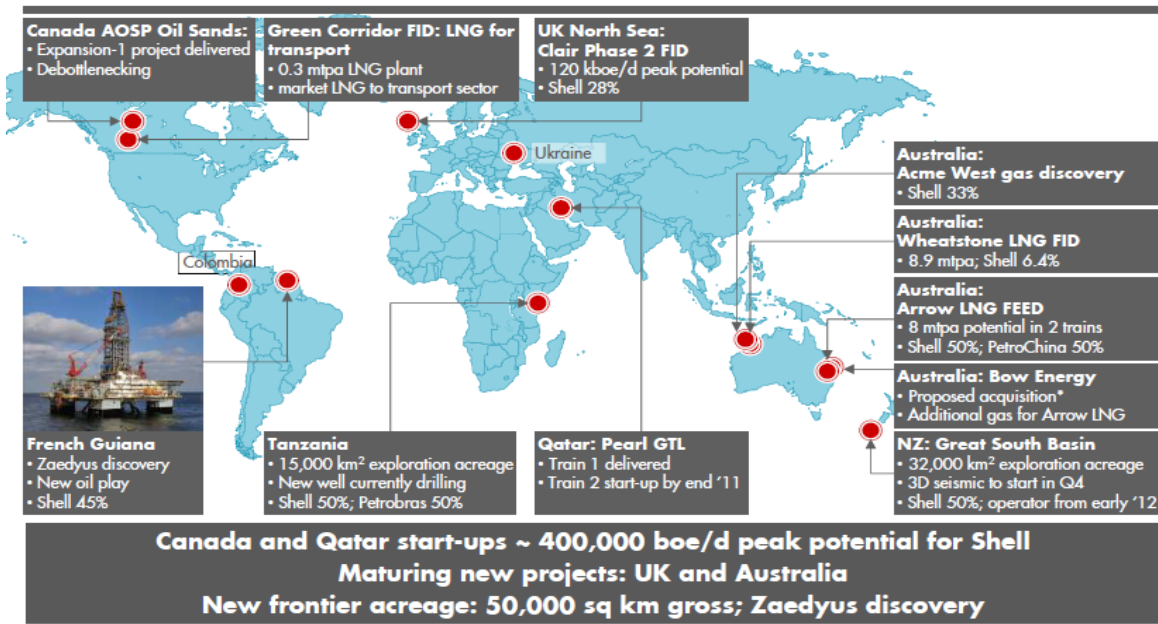 Canada AOSP Oil Sands:
• Expansion-1 project delivered
• Debottlenecking
Green Corridor FID: LNG for
transport
• 0.3 mtpa LNG plant
• market LNG to transport sector
UK North Sea:
Clair Phase 2 FID
• 120 kboe/d peak potential
• Shell 28%
Ukraine
Australia:
Acme West gas discovery
• Shell 33%
Australia:
Wheatstone LNG FID
• 8.9 mtpa; Shell 6.4%
Colombia
Australia:
Arrow LNG FEED
• 8 mtpa potential in 2 trains
• Shell 50%; PetroChina 50%
Australia: Bow Energy
• Proposed acquisition*
• Additional gas for Arrow LNG
French Guiana
• Zaedyus discovery
• New oil play
• Shell 45%
Tanzania
• 15,000 km² exploration acreage
• New well currently drilling
• Shell 50%; Petrobras 50%
Qatar: Pearl GTL
• Train 1 delivered
• Train 2 start-up by end ’11
NZ: Great South Basin
• 32,000 km² exploration acreage
• 3D seismic to start in Q4
• Shell 50%; operator from early ’12
Canada and Qatar start-ups ~ 400,000 boe/d peak potential for Shell
Maturing new projects: UK and Australia
New frontier acreage: 50,000 sq km gross; Zaedyus discovery